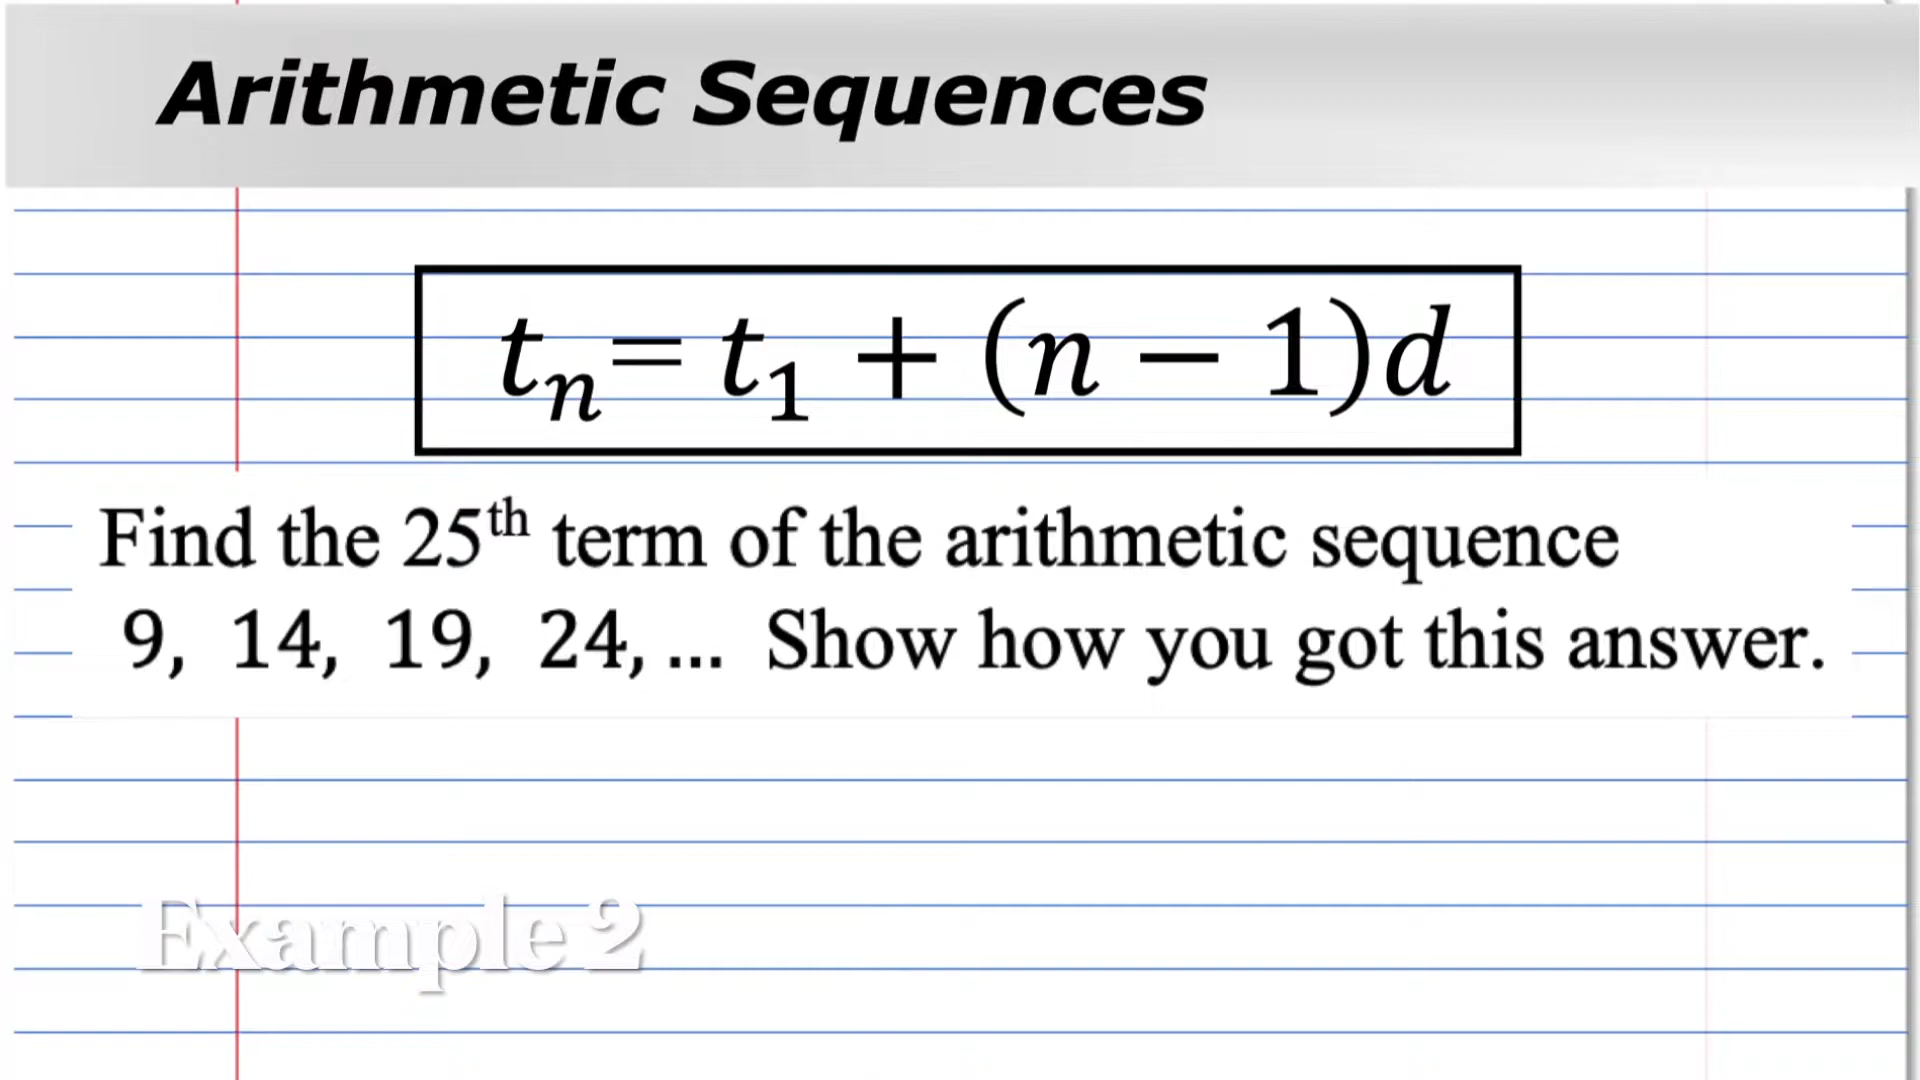 Arithmetic Sequences
tₙ= t₁ + (n − 1)d
Find the 25ᵗʰ term of the arithmetic sequence
9, 14, 19, 24, ... Show how you got this answer.
Example 2